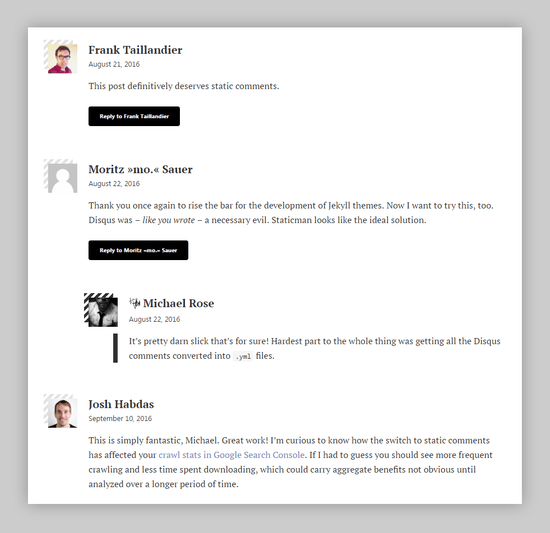 Frank Taillandier
August 21, 2016
This post definitively deserves static comments.
Reply to Frank Taillandier
Moritz »mo.« Sauer
August 22, 2016
Thank you once again to rise the bar for the development of Jekyll themes. Now I want to try this, too.
Disqus was – like you wrote – a necessary evil. Staticman looks like the ideal solution.
Reply to Moritz »mo.« Sauer
Michael Rose
August 22, 2016
It's pretty darn slick that's for sure! Hardest part to the whole thing was getting all the Disqus
comments converted into .yml files.
Josh Habdas
September 10, 2016
This is simply fantastic, Michael. Great work! I'm curious to know how the switch to static comments
has affected your crawl stats in Google Search Console. If I had to guess you should see more frequent
crawling and less time spent downloading, which could carry aggregate benefits not obvious until
analyzed over a longer period of time.